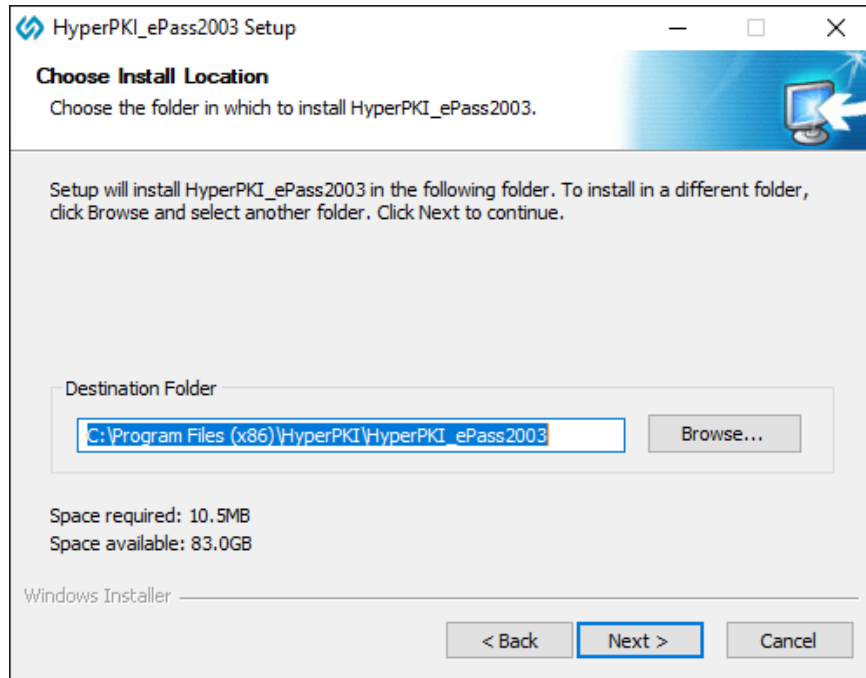 HyperPKI_ePass2003 Setup
Choose Install Location
Choose the folder in which to install HyperPKI_ePass2003.
Setup will install HyperPKI_ePass2003 in the following folder. To install in a different folder,
click Browse and select another folder. Click Next to continue.
Destination Folder
C:\Program Files (x86)\HyperPKI\HyperPKI_ePass2003
Browse...
Space required: 10.5MB
Space available: 83.0GB
Windows Installer
< Back
Next >
Cancel